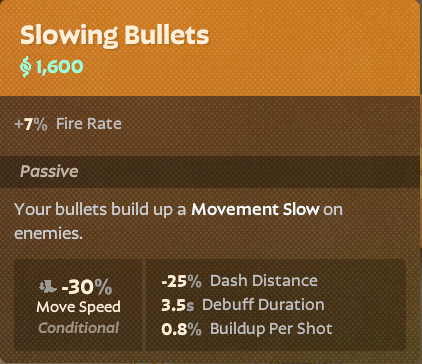 Slowing Bullets
1,600
+7% Fire Rate
Passive
Your bullets build up a Movement Slow on
enemies.
-30%
Move Speed
Conditional
-25% Dash Distance
3.5s Debuff Duration
0.8% Buildup Per Shot